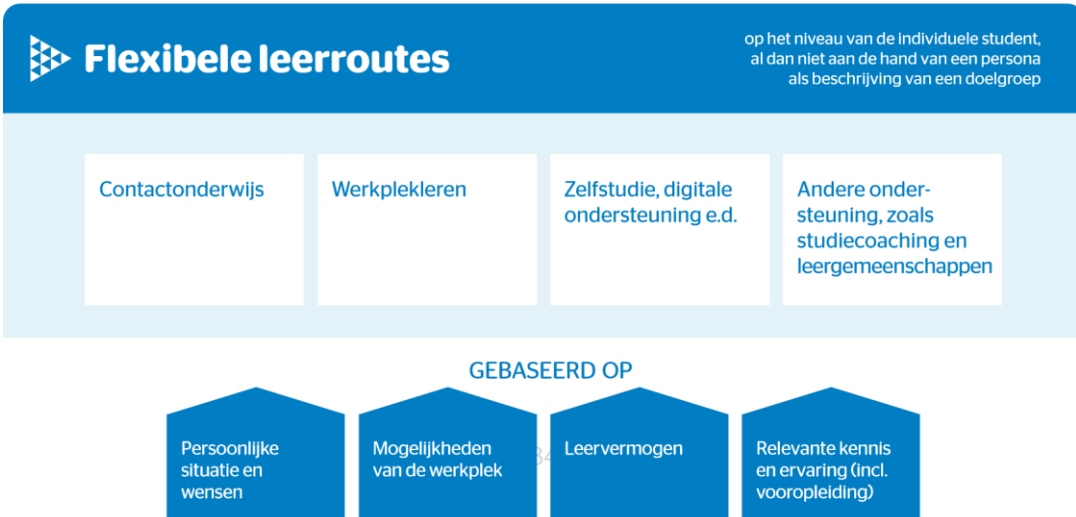 Flexibele leerroutes
op het niveau van de individuele student,
al dan niet aan de hand van een persona
als beschrijving van een doelgroep
Contactonderwijs
Werkplekleren
Zelfstudie, digitale
ondersteuning e.d.
Andere onder-
steuning, zoals
studiecoaching en
leergemeenschappen
GEBASEERD OP
Persoonlijke
situatie en
wensen
Mogelijkheden
van de werkplek
Leervermogen
Relevante kennis
en ervaring (incl.
vooropleiding)